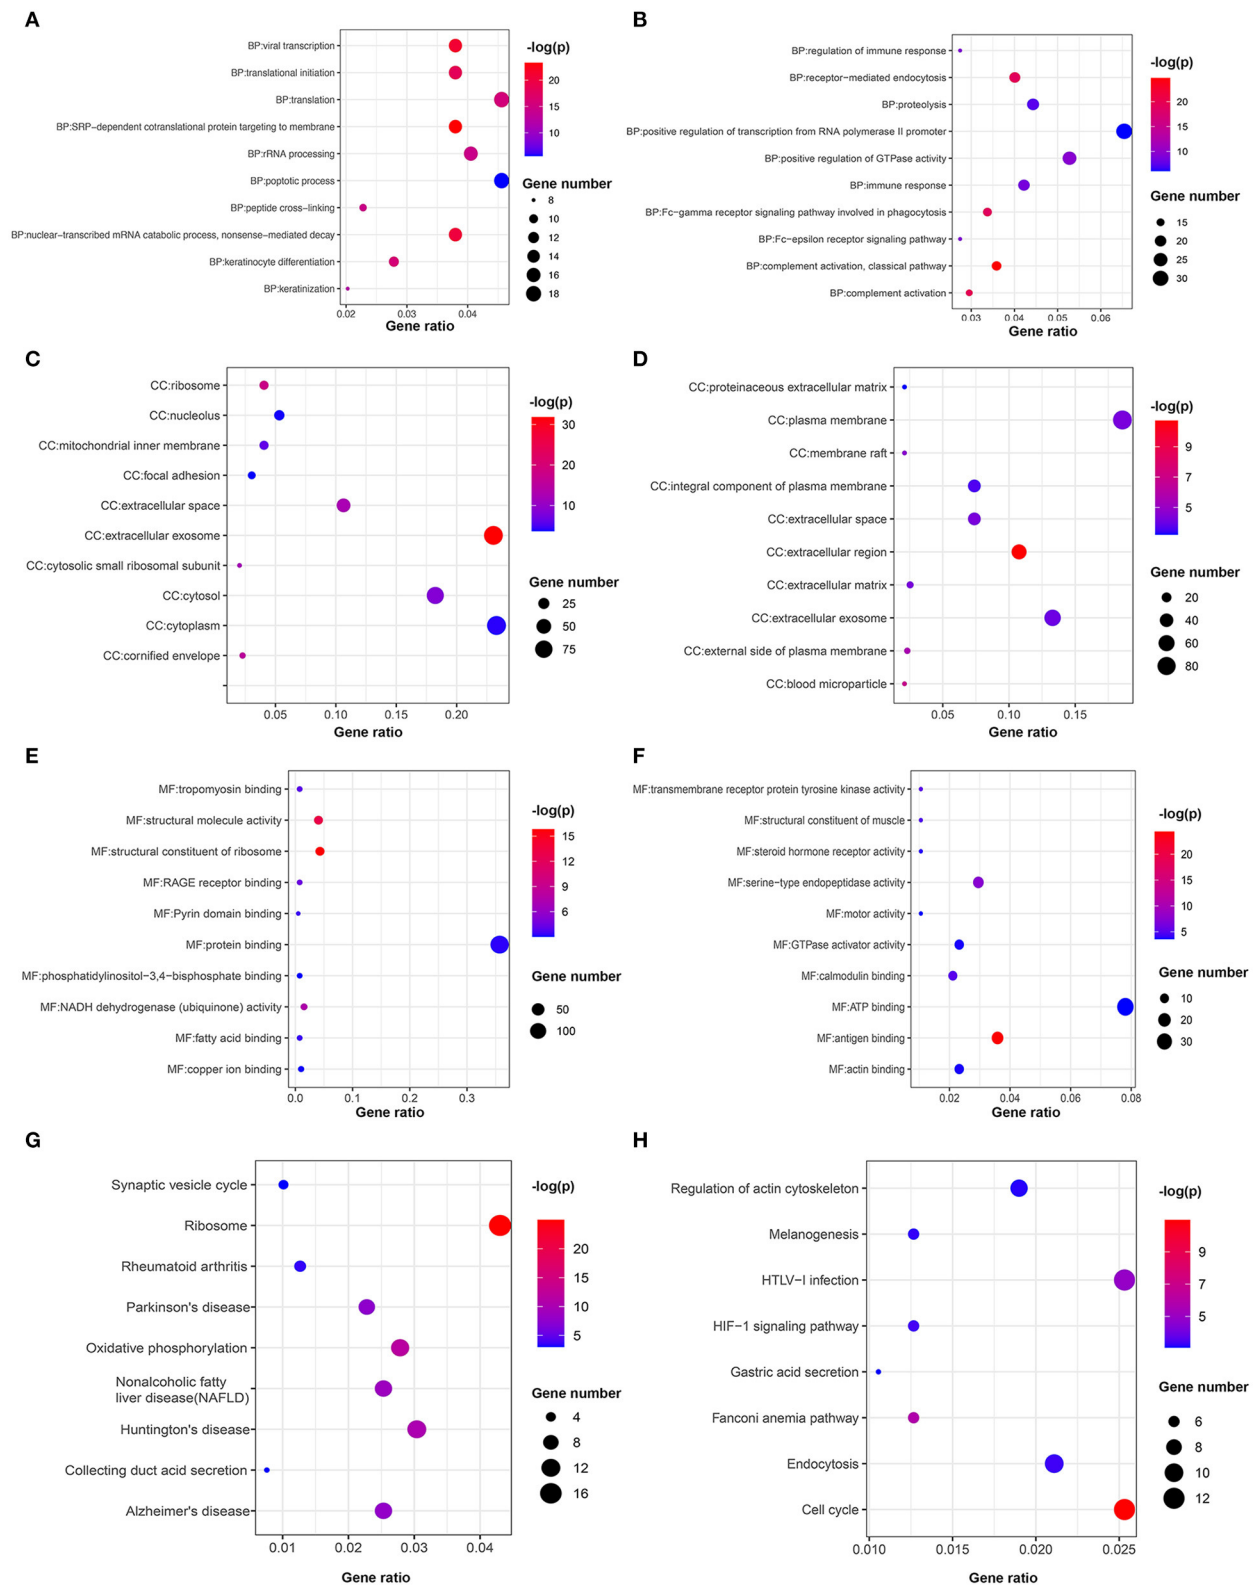 A
BP:viral transcription
BP:translational initiation
BP:translation
BP:SRP−dependent cotranslational protein targeting to membrane
BP:rRNA processing
BP:poptotic process
BP:peptide cross−linking
BP:nuclear−transcribed mRNA catabolic process, nonsense−mediated decay
BP:keratinocyte differentiation
BP:keratinization
0.02 0.03 0.04
Gene ratio
-log(p)
20
15
10
Gene number
8
10
12
14
16
18
B
BP:regulation of immune response
BP:receptor−mediated endocytosis
BP:proteolysis
BP:positive regulation of transcription from RNA polymerase II promoter
BP:positive regulation of GTPase activity
BP:immune response
BP:Fc−gamma receptor signaling pathway involved in phagocytosis
BP:Fc−epsilon receptor signaling pathway
BP:complement activation, classical pathway
BP:complement activation
0.03 0.04 0.05 0.06
Gene ratio
-log(p)
20
15
10
Gene number
15
20
25
30
C
CC:ribosome
CC:nucleolus
CC:mitochondrial inner membrane
CC:focal adhesion
CC:extracellular space
CC:extracellular exosome
CC:cytosolic small ribosomal subunit
CC:cytosol
CC:cytoplasm
CC:cornified envelope
0.05 0.10 0.15 0.20
Gene ratio
-log(p)
30
20
10
Gene number
25
50
75
D
CC:proteinaceous extracellular matrix
CC:plasma membrane
CC:membrane raft
CC:integral component of plasma membrane
CC:extracellular space
CC:extracellular region
CC:extracellular matrix
CC:extracellular exosome
CC:external side of plasma membrane
CC:blood microparticle
0.05 0.10 0.15
Gene ratio
-log(p)
9
7
5
Gene number
20
40
60
80
E
MF:tropomyosin binding
MF:structural molecule activity
MF:structural constituent of ribosome
MF:RAGE receptor binding
MF:Pyrin domain binding
MF:protein binding
MF:phosphatidylinositol−3,4−bisphosphate binding
MF:NADH dehydrogenase (ubiquinone) activity
MF:fatty acid binding
MF:copper ion binding
0.0 0.1 0.2 0.3
Gene ratio
-log(p)
15
12
9
6
Gene number
50
100
F
MF:transmembrane receptor protein tyrosine kinase activity
MF:structural constituent of muscle
MF:steroid hormone receptor activity
MF:serine−type endopeptidase activity
MF:motor activity
MF:GTPase activator activity
MF:calmodulin binding
MF:ATP binding
MF:antigen binding
MF:actin binding
0.02 0.04 0.06 0.08
Gene ratio
-log(p)
20
15
10
5
Gene number
10
20
30
G
Synaptic vesicle cycle
Ribosome
Rheumatoid arthritis
Parkinson's disease
Oxidative phosphorylation
Nonalcoholic fatty
liver disease(NAFLD)
Huntington's disease
Collecting duct acid secretion
Alzheimer's disease
0.01 0.02 0.03 0.04
Gene ratio
-log(p)
20
15
10
5
Gene number
4
8
12
16
H
Regulation of actin cytoskeleton
Melanogenesis
HTLV−I infection
HIF−1 signaling pathway
Gastric acid secretion
Fanconi anemia pathway
Endocytosis
Cell cycle
0.010 0.015 0.020 0.025
Gene ratio
-log(p)
9
7
5
Gene number
6
8
10
12